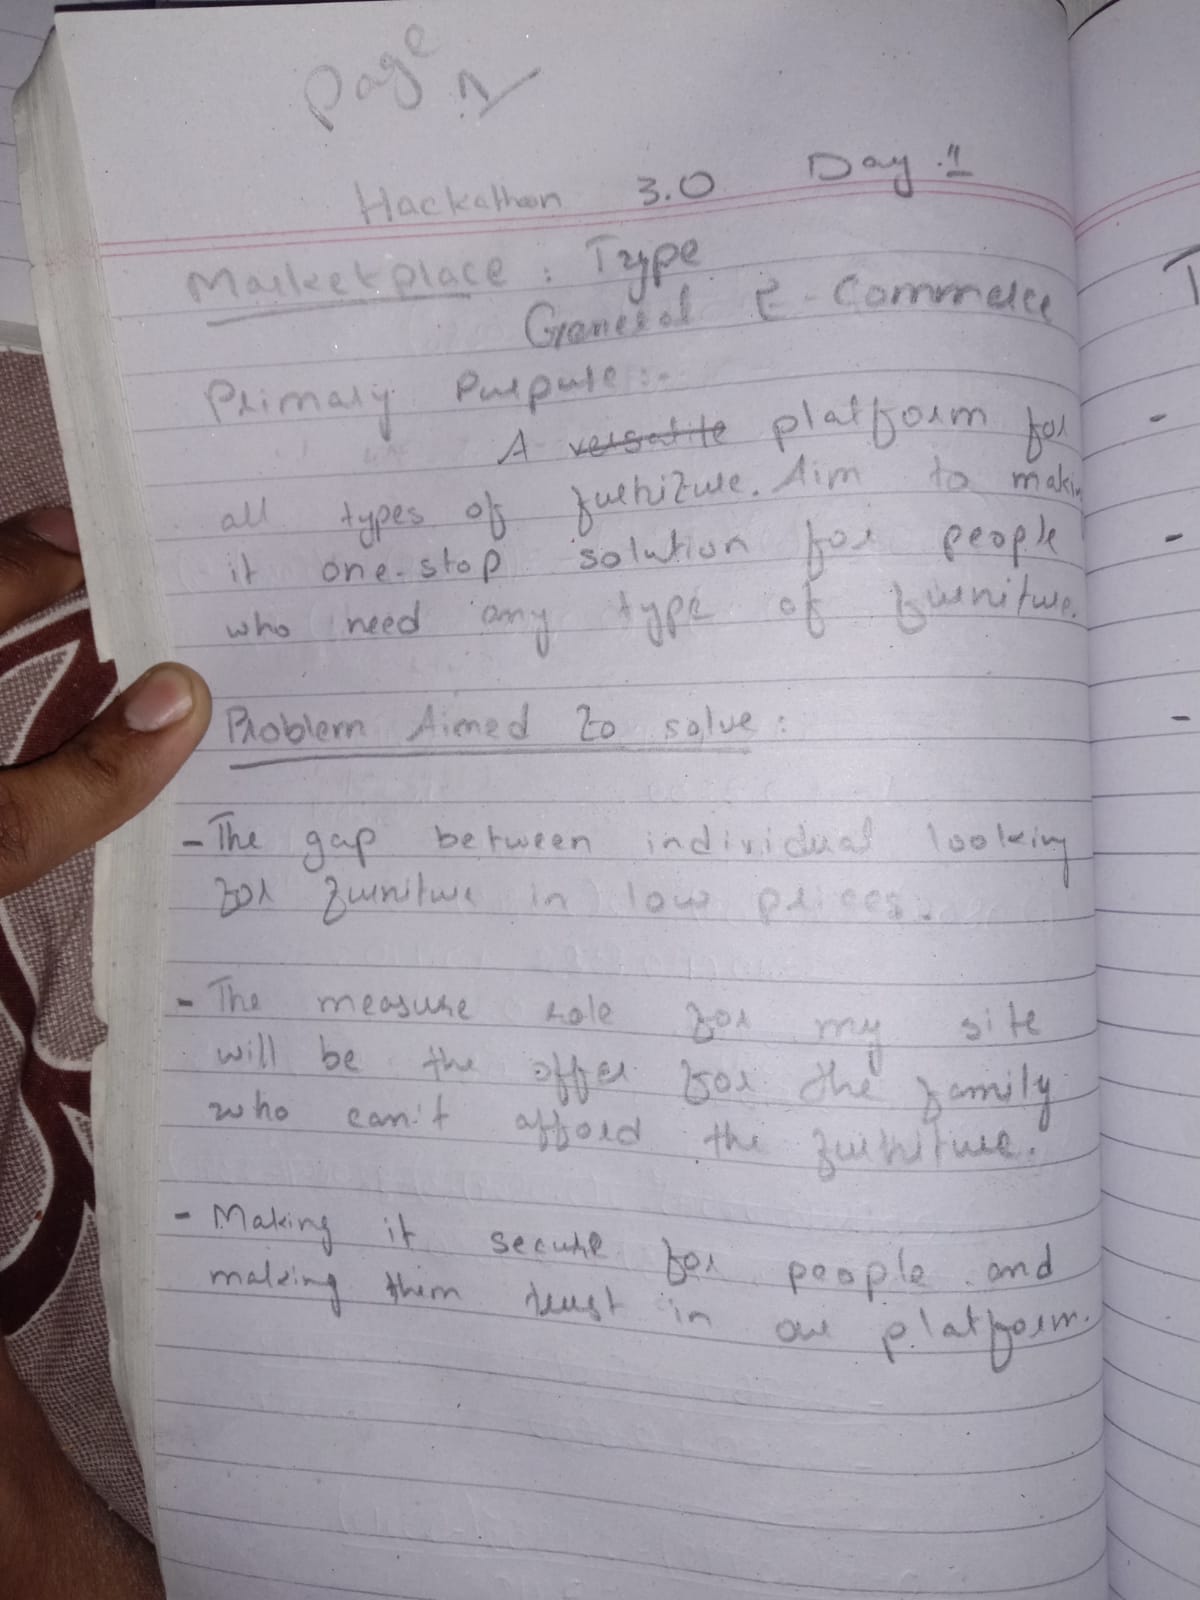 Page 1
Hackathon 3.0 Day 1
Marketplace : Type
General E-Commerce
Primary Purpose :-
A versatile platform for
all types of furniture. Aim to makin
it one-stop solution for people
who need any type of furniture.
Problem Aimed to solve :
- The gap between individual looking
for furniture in low prices.
- The measure role for my site
will be the offer for the family
who can't afford the furniture.
- Making it secure for people and
making them trust in our platform.